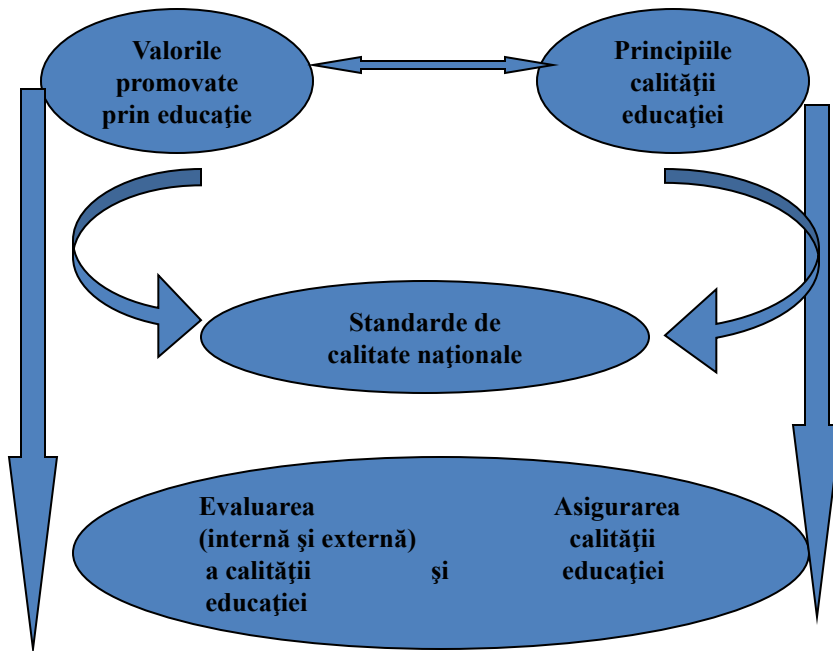 Valorile
promovate
prin educaţie
Principiile
calităţii
educaţiei
Standarde de
calitate naţionale
Evaluarea
(internă şi externă)
a calităţii
educaţiei
şi
Asigurarea
calităţii
educaţiei